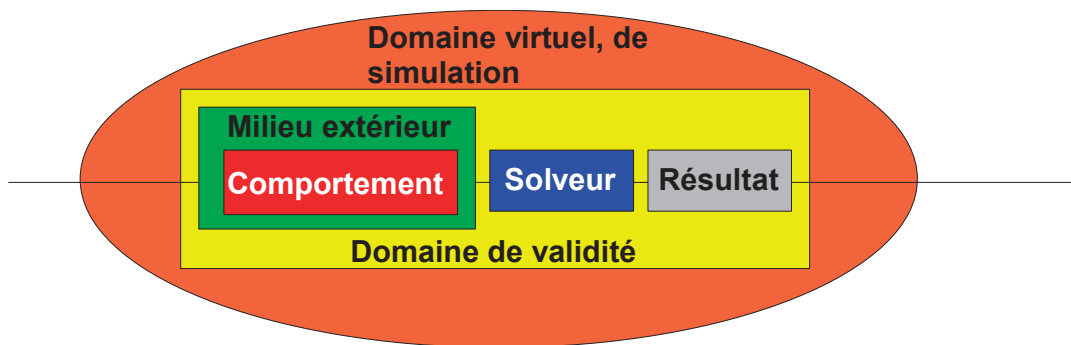 Domaine virtuel, de
simulation
Milieu extérieur
Comportement
Solveur
Résultat
Domaine de validité